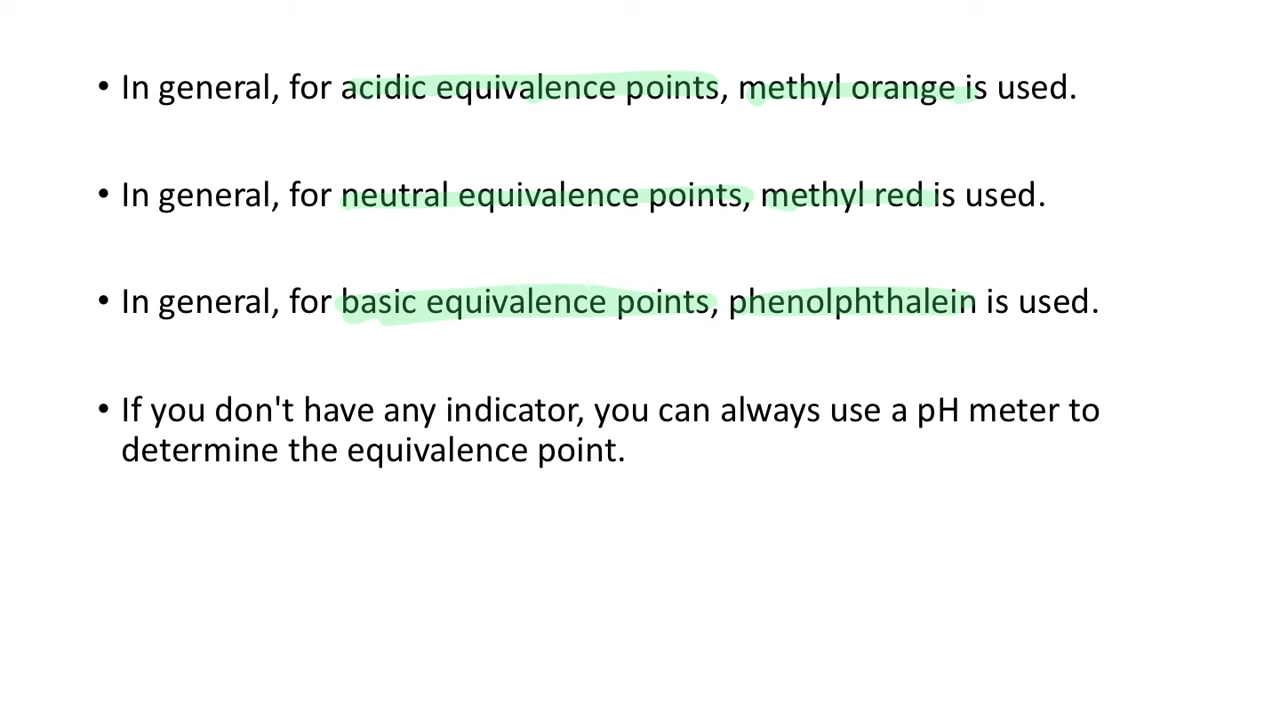 • In general, for acidic equivalence points, methyl orange is used.
• In general, for neutral equivalence points, methyl red is used.
• In general, for basic equivalence points, phenolphthalein is used.
• If you don't have any indicator, you can always use a pH meter to
determine the equivalence point.